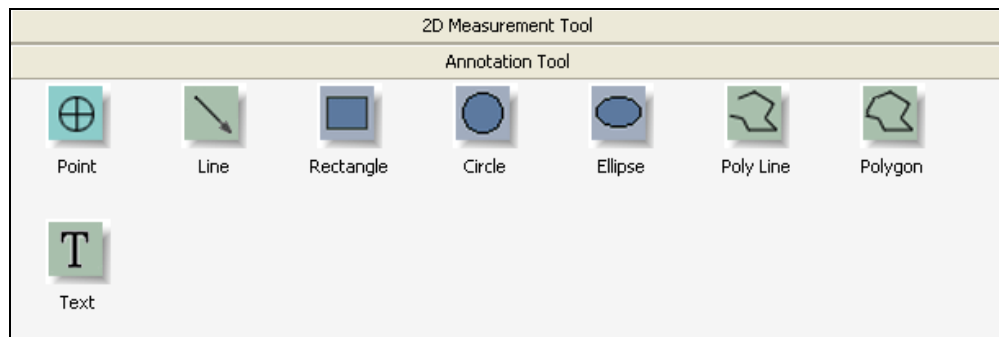 2D Measurement Tool
Annotation Tool
Point Line Rectangle Circle Ellipse Poly Line Polygon
T
Text